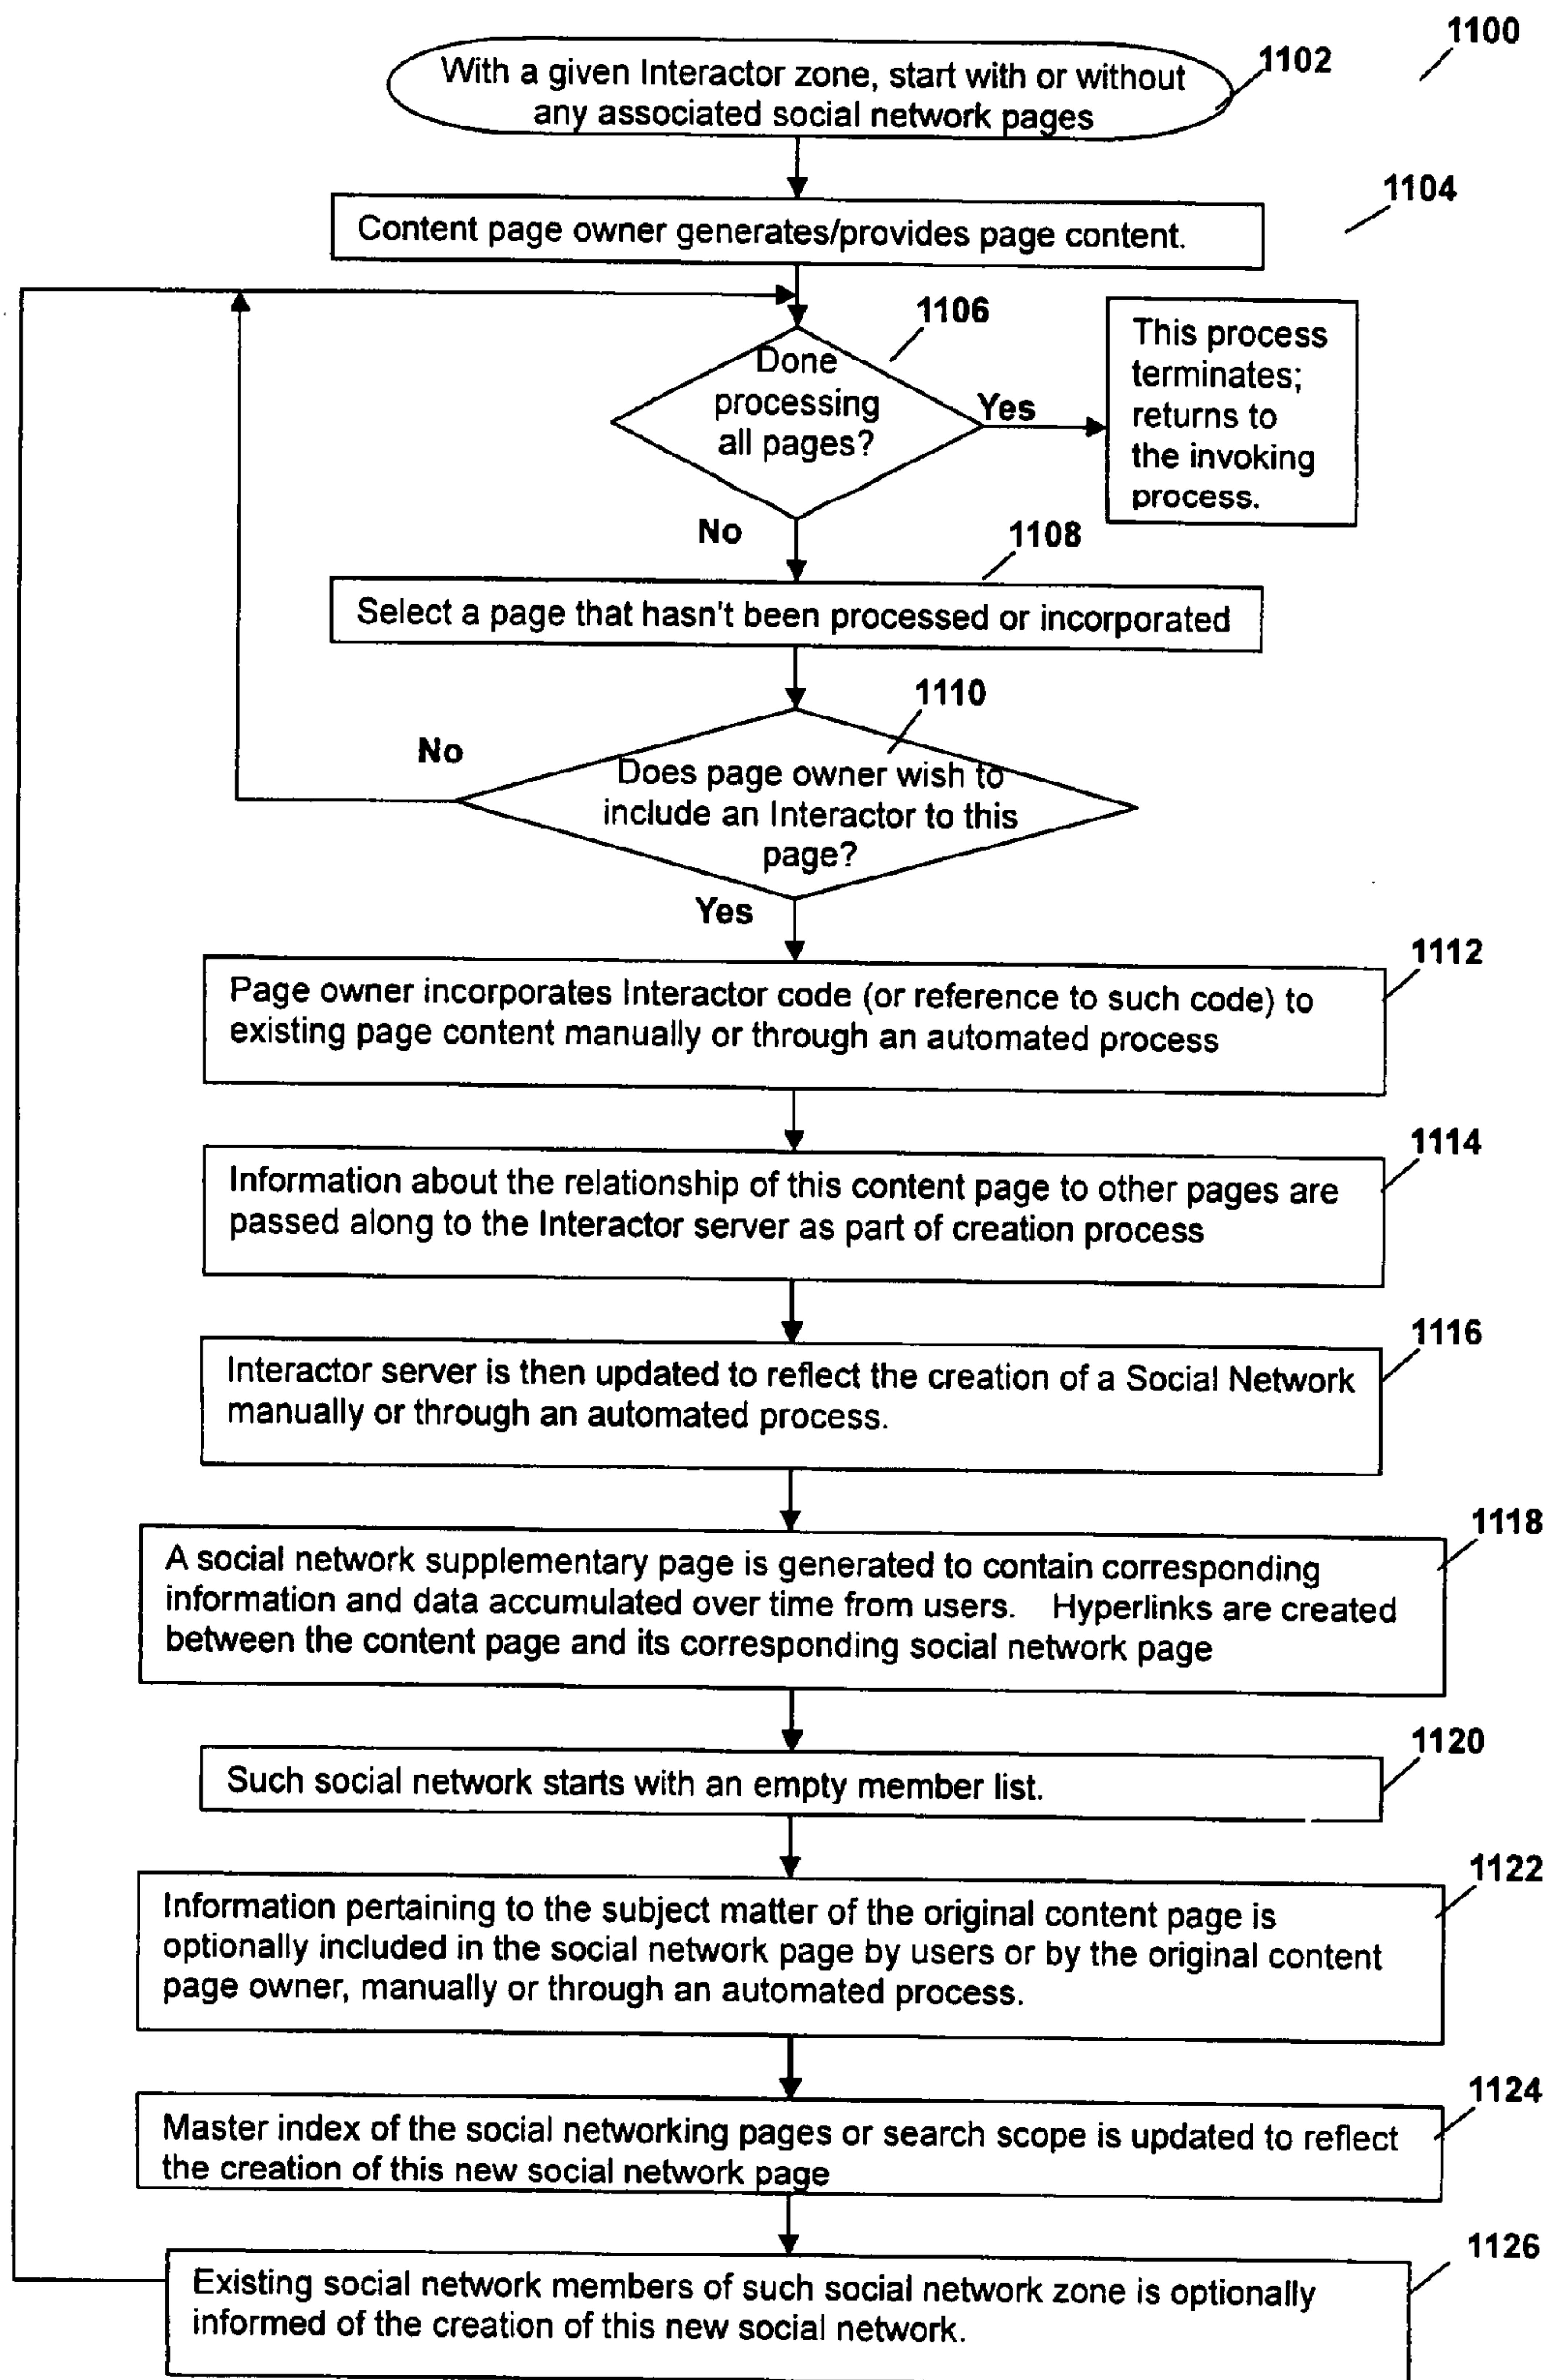 1100
With a given Interactor zone, start with or without
any associated social network pages
1102
1104
Content page owner generates/provides page content.
1106
Done
processing
all pages?
Yes
This process
terminates;
returns to
the invoking
process.
No
1108
Select a page that hasn't been processed or incorporated
1110
No
Does page owner wish to
include an Interactor to this
page?
Yes
1112
Page owner incorporates Interactor code (or reference to such code) to
existing page content manually or through an automated process
1114
Information about the relationship of this content page to other pages are
passed along to the Interactor server as part of creation process
1116
Interactor server is then updated to reflect the creation of a Social Network
manually or through an automated process.
1118
A social network supplementary page is generated to contain corresponding
information and data accumulated over time from users. Hyperlinks are created
between the content page and its corresponding social network page
1120
Such social network starts with an empty member list.
1122
Information pertaining to the subject matter of the original content page is
optionally included in the social network page by users or by the original content
page owner, manually or through an automated process.
1124
Master index of the social networking pages or search scope is updated to reflect
the creation of this new social network page
1126
Existing social network members of such social network zone is optionally
informed of the creation of this new social network.